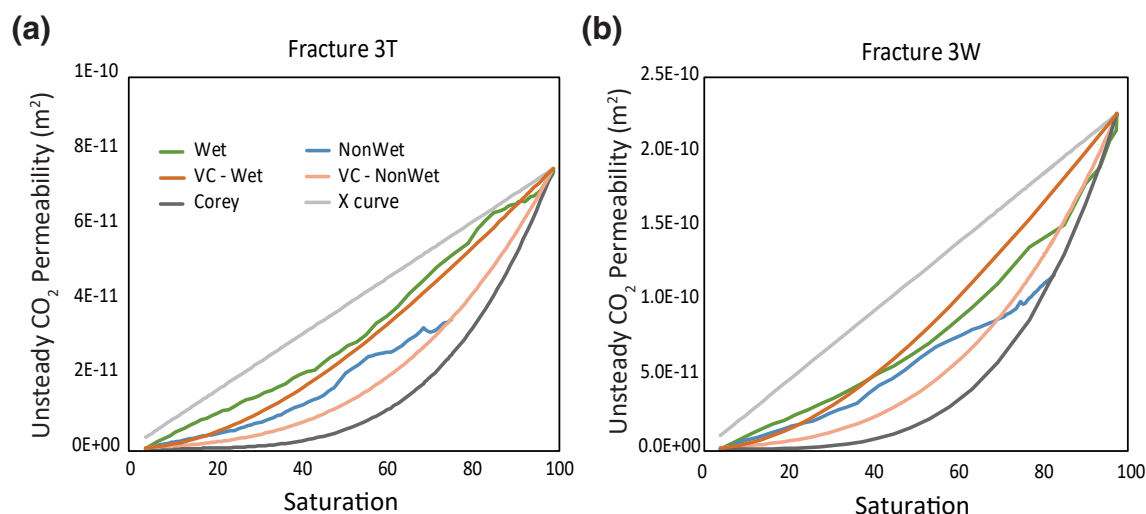 (a)
Fracture 3T
Unsteady CO2 Permeability (m²)
1E-10
8E-11
6E-11
4E-11
2E-11
0E+00
Wet
NonWet
VC - Wet
VC - NonWet
Corey
X curve
0
20
40
60
80
100
Saturation
(b)
Fracture 3W
Unsteady CO2 Permeability (m²)
2.5E-10
2.0E-10
1.5E-10
1.0E-10
5.0E-11
0.0E+00
0
20
40
60
80
100
Saturation